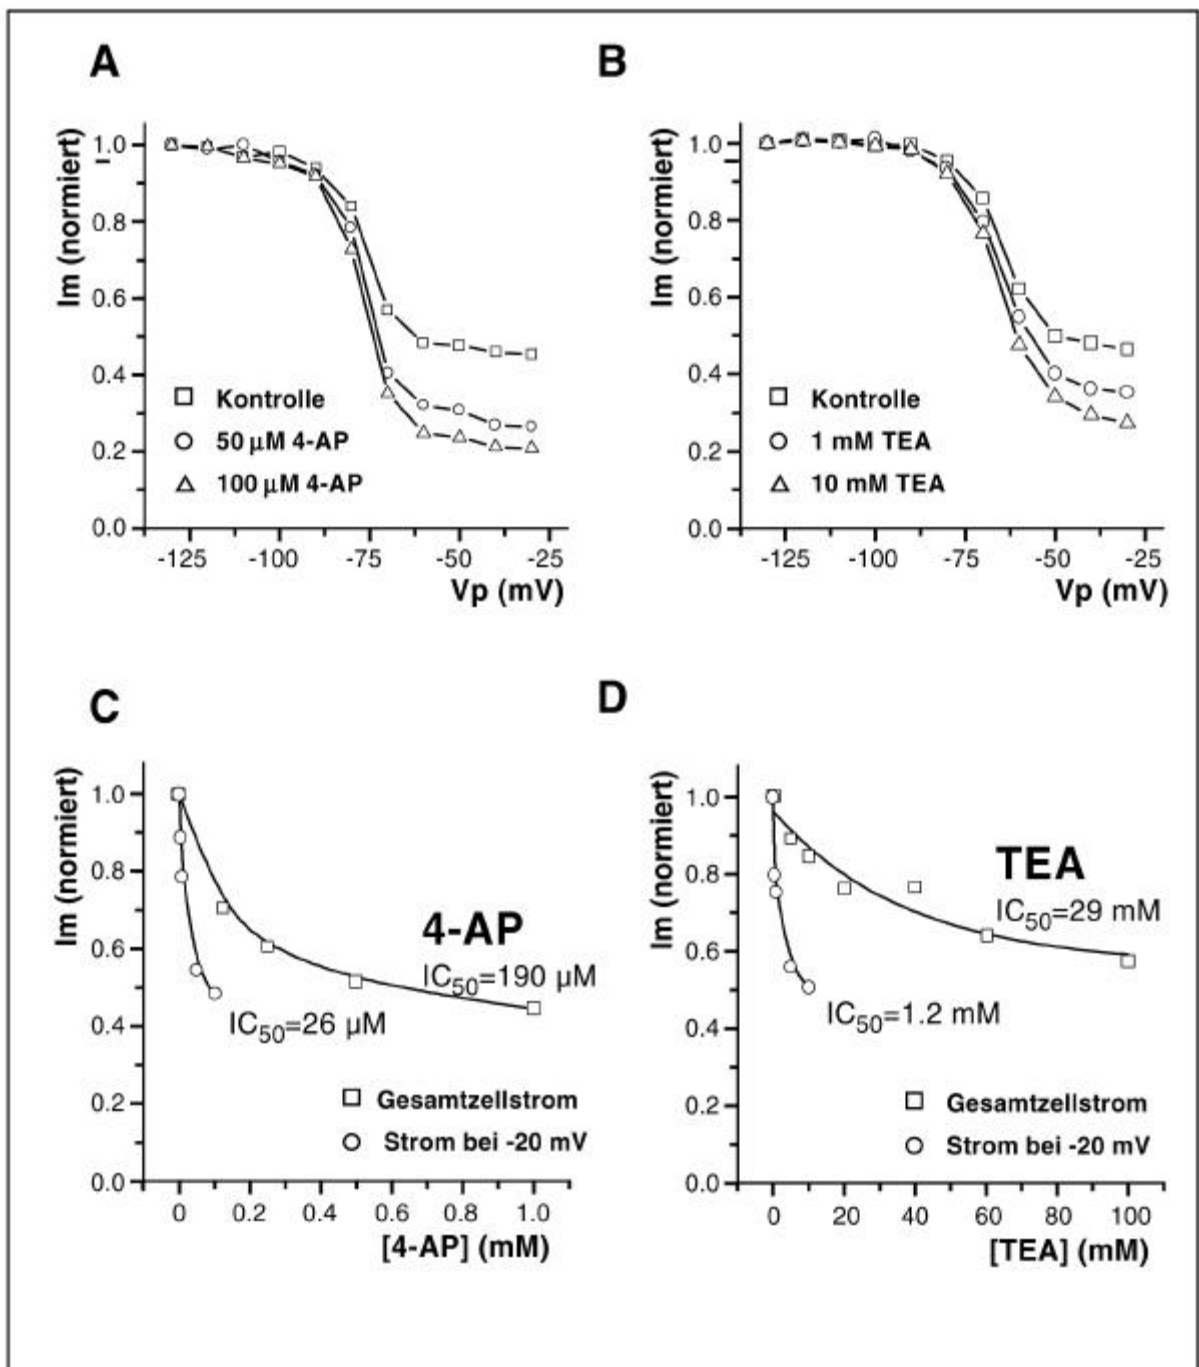 A
Im (normiert)
1.0
0.8
0.6
0.4
0.2
0.0
Kontrolle
50 µM 4-AP
100 µM 4-AP
-125 -100 -75 -50 -25
Vp (mV)
B
Im (normiert)
1.0
0.8
0.6
0.4
0.2
0.0
Kontrolle
1 mM TEA
10 mM TEA
-125 -100 -75 -50 -25
Vp (mV)
C
Im (normiert)
1.0
0.8
0.6
0.4
0.2
0.0
4-AP
IC50=190 µM
IC50=26 µM
Gesamtzellstrom
Strom bei -20 mV
0 0.2 0.4 0.6 0.8 1.0
[4-AP] (mM)
D
Im (normiert)
1.0
0.8
0.6
0.4
0.2
0.0
TEA
IC50=29 mM
IC50=1.2 mM
Gesamtzellstrom
Strom bei -20 mV
0 20 40 60 80 100
[TEA] (mM)